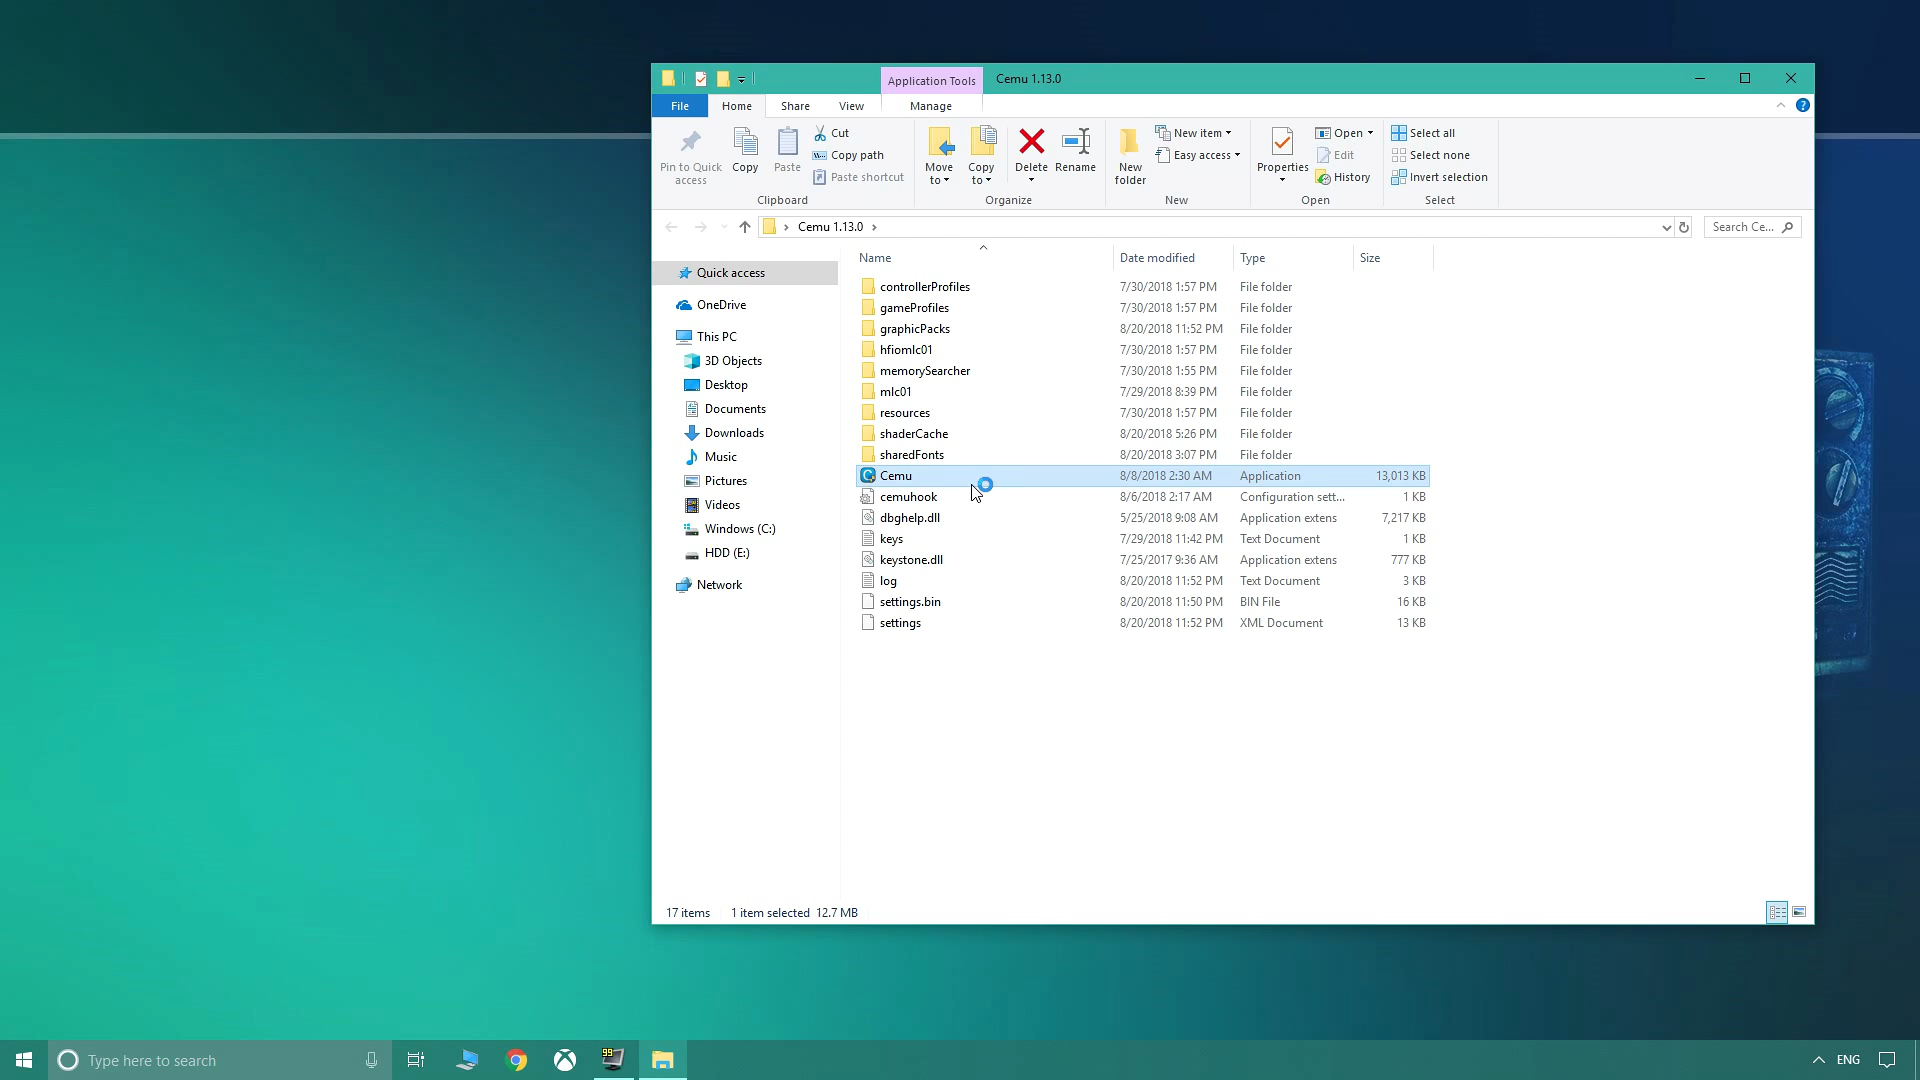 Application Tools
Cemu 1.13.0
File
Home
Share
View
Manage
Pin to Quick access
Copy
Paste
Cut
Copy path
Paste shortcut
Clipboard
Move to
Copy to
Delete
Rename
Organize
New folder
New item
Easy access
New
Properties
Open
Edit
History
Open
Select all
Select none
Invert selection
Select
Cemu 1.13.0
Search Ce...
Quick access
OneDrive
This PC
3D Objects
Desktop
Documents
Downloads
Music
Pictures
Videos
Windows (C:)
HDD (E:)
Network
Name Date modified Type Size
controllerProfiles 7/30/2018 1:57 PM File folder
gameProfiles 7/30/2018 1:57 PM File folder
graphicPacks 8/20/2018 11:52 PM File folder
hfiomlc01 7/30/2018 1:57 PM File folder
memorySearcher 7/30/2018 1:55 PM File folder
mlc01 7/29/2018 8:39 PM File folder
resources 7/30/2018 1:57 PM File folder
shaderCache 8/20/2018 5:26 PM File folder
sharedFonts 8/20/2018 3:07 PM File folder
Cemu 8/8/2018 2:30 AM Application 13,013 KB
cemuhook 8/6/2018 2:17 AM Configuration sett... 1 KB
dbghelp.dll 5/25/2018 9:08 AM Application extens 7,217 KB
keys 7/29/2018 11:42 PM Text Document 1 KB
keystone.dll 7/25/2017 9:36 AM Application extens 777 KB
log 8/20/2018 11:52 PM Text Document 3 KB
settings.bin 8/20/2018 11:50 PM BIN File 16 KB
settings 8/20/2018 11:52 PM XML Document 13 KB
17 items 1 item selected 12.7 MB
Type here to search
99
ENG